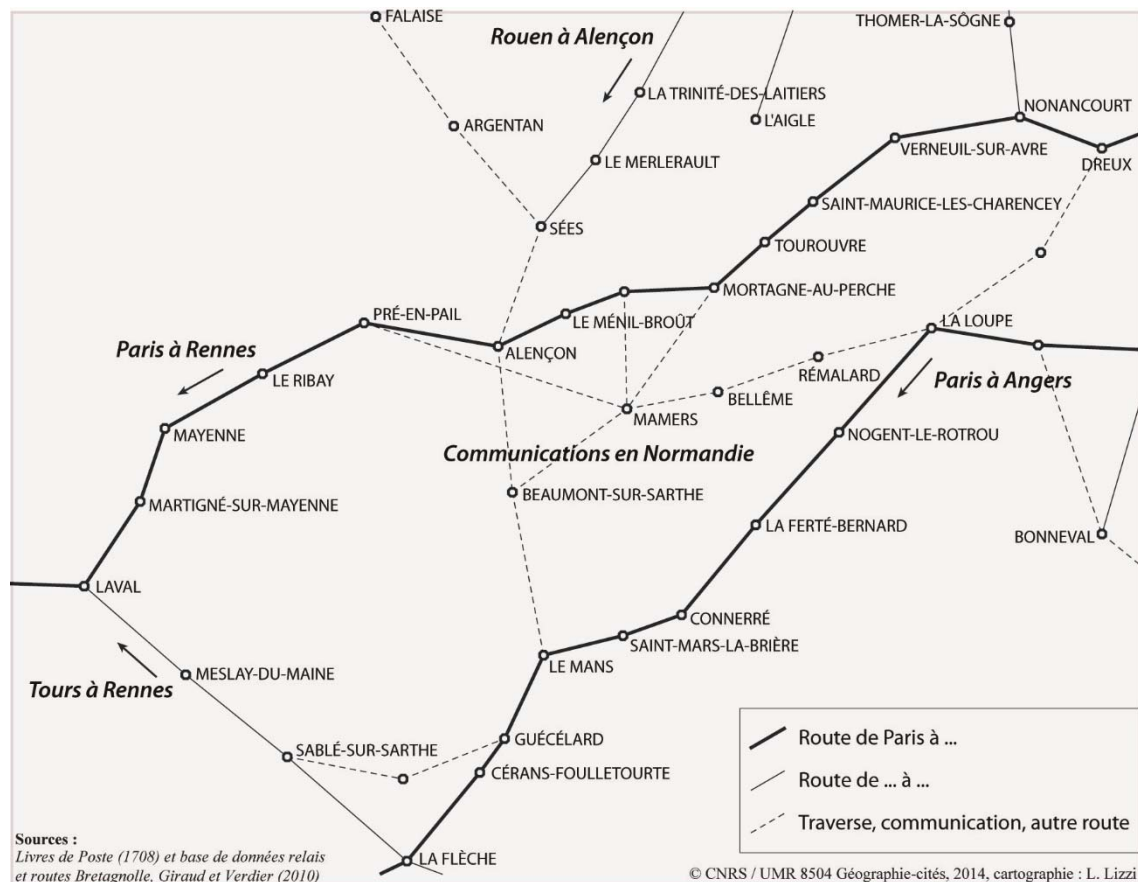 FALAISE
THOMER-LA-SÔGNE
Rouen à Alençon
LA TRINITÉ-DES-LAITIERS
NONANCOURT
L'AIGLE
ARGENTAN
VERNEUIL-SUR-AVRE
LE MERLERAULT
DREUX
SAINT-MAURICE-LES-CHARENCEY
SÉES
TOUROUVRE
MORTAGNE-AU-PERCHE
PRÉ-EN-PAIL
LE MÉNIL-BROÛT
LA LOUPE
Paris à Rennes
ALENÇON
LE RIBAY
RÉMALARD
Paris à Angers
BELLÊME
MAMERS
MAYENNE
NOGENT-LE-ROTROU
Communications en Normandie
BEAUMONT-SUR-SARTHE
MARTIGNÉ-SUR-MAYENNE
LA FERTÉ-BERNARD
BONNEVAL
LAVAL
CONNERRÉ
SAINT-MARS-LA-BRIÈRE
LE MANS
MESLAY-DU-MAINE
Tours à Rennes
GUÉCÉLARD
SABLÉ-SUR-SARTHE
CÉRANS-FOULLETOURTE
LA FLÈCHE
Route de Paris à ...
Route de ... à ...
Traverse, communication, autre route
Sources :
Livres de Poste (1708) et base de données relais
et routes Bretagnolle, Giraud et Verdier (2010)
© CNRS / UMR 8504 Géographie-cités, 2014, cartographie : L. Lizzi